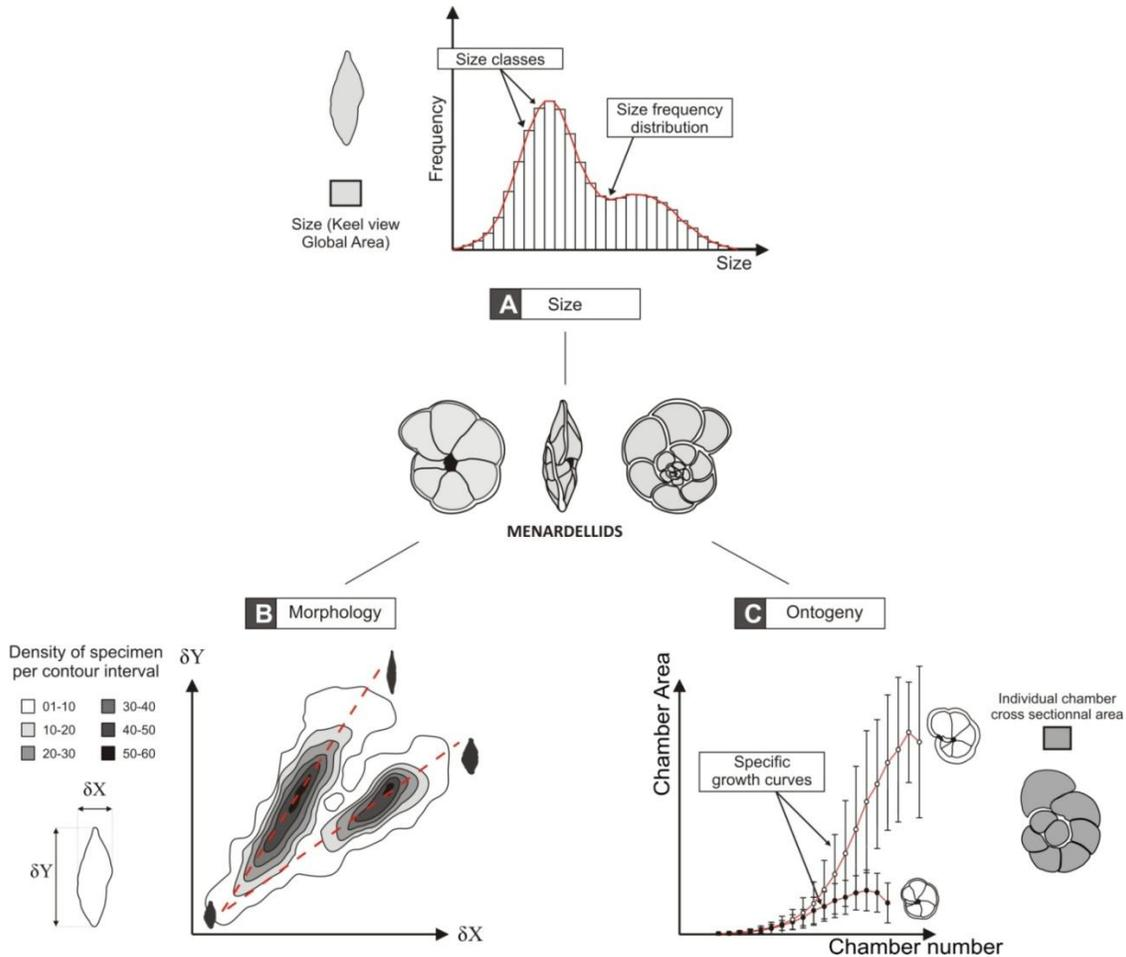 Size classes
Size frequency
distribution
Frequency
Size (Keel view
Global Area)
Size
A Size
MENARDELLIDS
B Morphology
C Ontogeny
Density of specimen
per contour interval
01-10
30-40
10-20
40-50
20-30
50-60
δX
δY
δY
δX
Chamber Area
Specific
growth curves
Individual chamber
cross sectionnal area
Chamber number